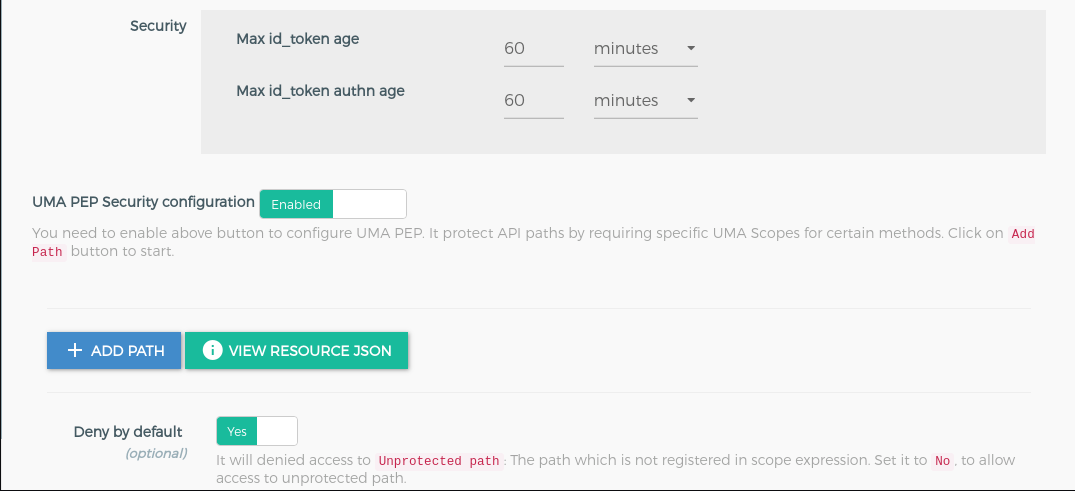 Security
Max id_token age 60 minutes
Max id_token authn age 60 minutes
UMA PEP Security configuration Enabled
You need to enable above button to configure UMA PEP. It protect API paths by requiring specific UMA Scopes for certain methods. Click on Add
Path button to start.
ADD PATH VIEW RESOURCE JSON
Deny by default Yes
(optional)
It will denied access to Unprotected path: The path which is not registered in scope expression. Set it to No, to allow
access to unprotected path.